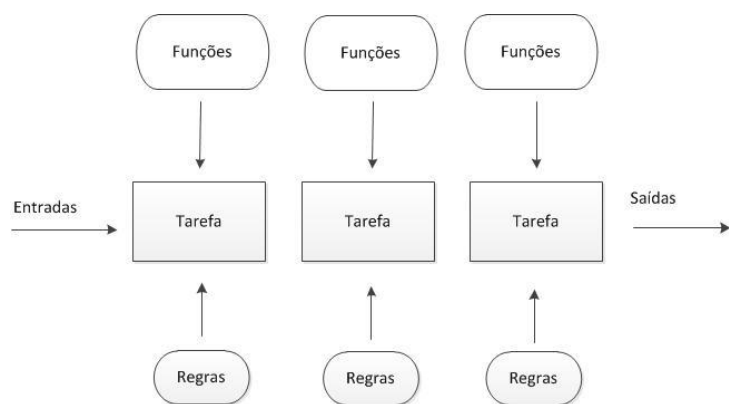 Funções
Funções
Funções
Entradas
Tarefa
Tarefa
Tarefa
Saídas
Regras
Regras
Regras